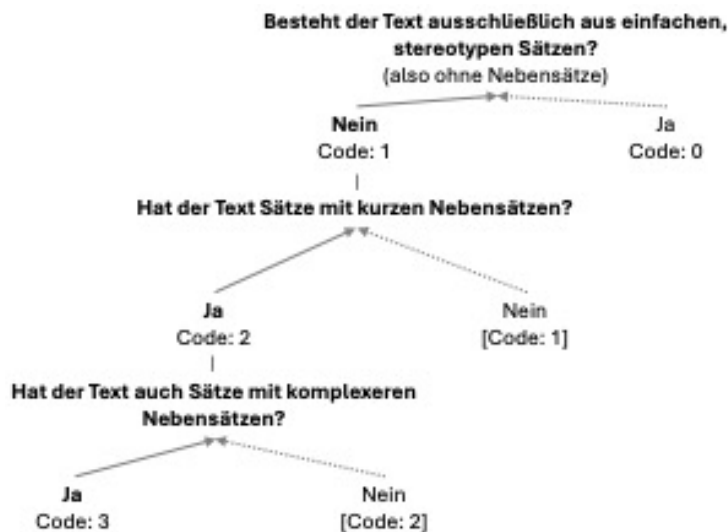 Besteht der Text ausschließlich aus einfachen,
stereotypen Sätzen?
(also ohne Nebensätze)
Nein
Code: 1
Ja
Code: 0
Hat der Text Sätze mit kurzen Nebensätzen?
Ja
Code: 2
Nein
[Code: 1]
Hat der Text auch Sätze mit komplexeren
Nebensätzen?
Ja
Code: 3
Nein
[Code: 2]